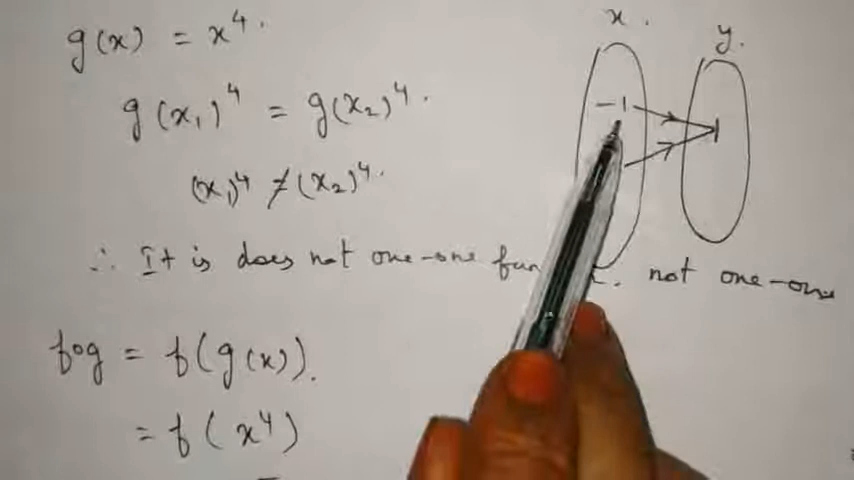 g(x) = x⁴.
x.
y.
g(x₁)⁴ = g(x₂)⁴.
-1
1
(x₁)⁴ ≠ (x₂)⁴.
∴ It is does not one-one
not one-one
fog = f(g(x)).
= f(x⁴)